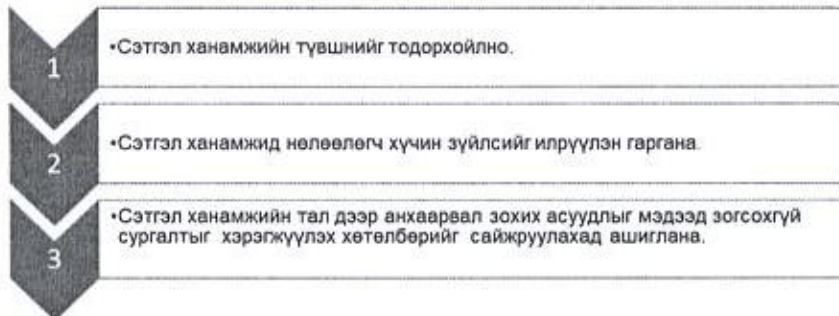 1
•Сэтгэл ханамжийн түвшнийг тодорхойлно.
2
•Сэтгэл ханамжид нөлөөлөгч хүчин зүйлсийг илрүүлэн гаргана.
3
•Сэтгэл ханамжийн тал дээр анхаарвал зохих асуудлыг мэдээд зогсохгүй
сургалтыг хэрэгжүүлэх хөтөлбөрийг сайжруулахад ашиглана.